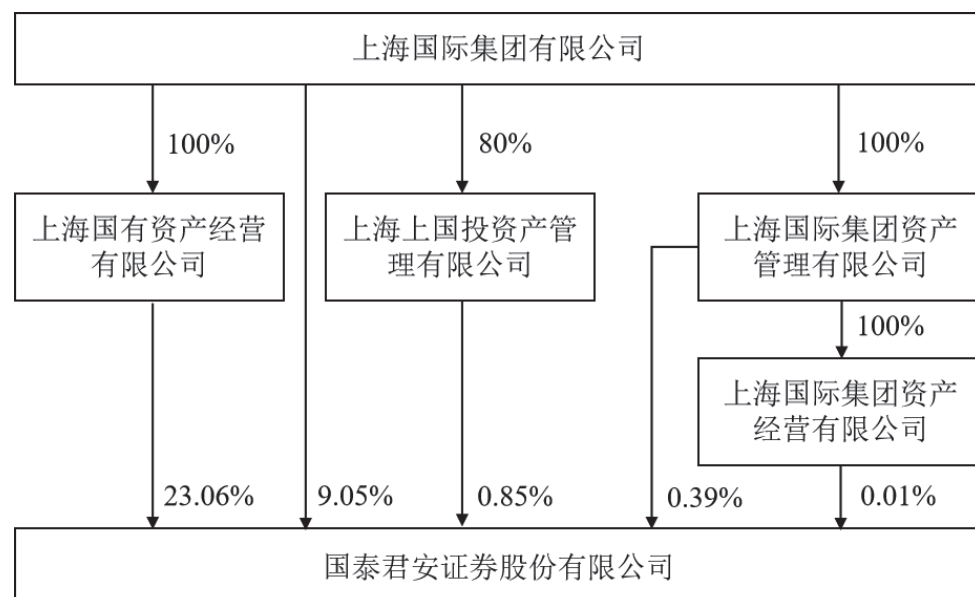 上海国际集团有限公司
100%
80%
100%
上海国有资产经营
有限公司
上海上国投资产管
理有限公司
上海国际集团资产
管理有限公司
100%
上海国际集团资产
经营有限公司
23.06%
9.05%
0.85%
0.39%
0.01%
国泰君安证券股份有限公司